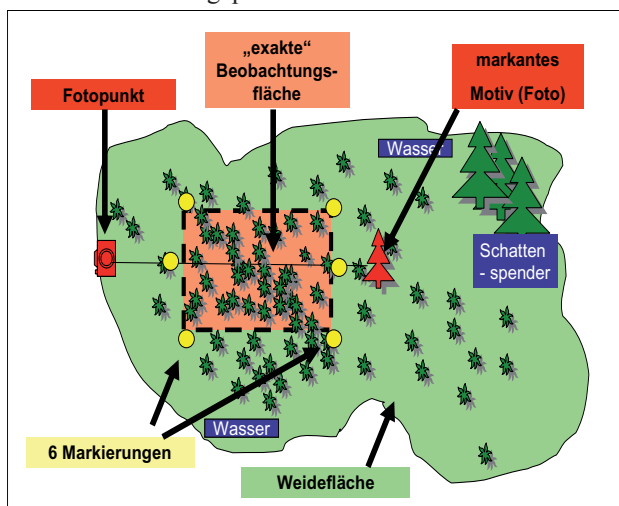 „exakte“
Beobachtungs-
fläche
markantes
Motiv (Foto)
Fotopunkt
Wasser
Schatten
- spender
Wasser
6 Markierungen
Weidefläche